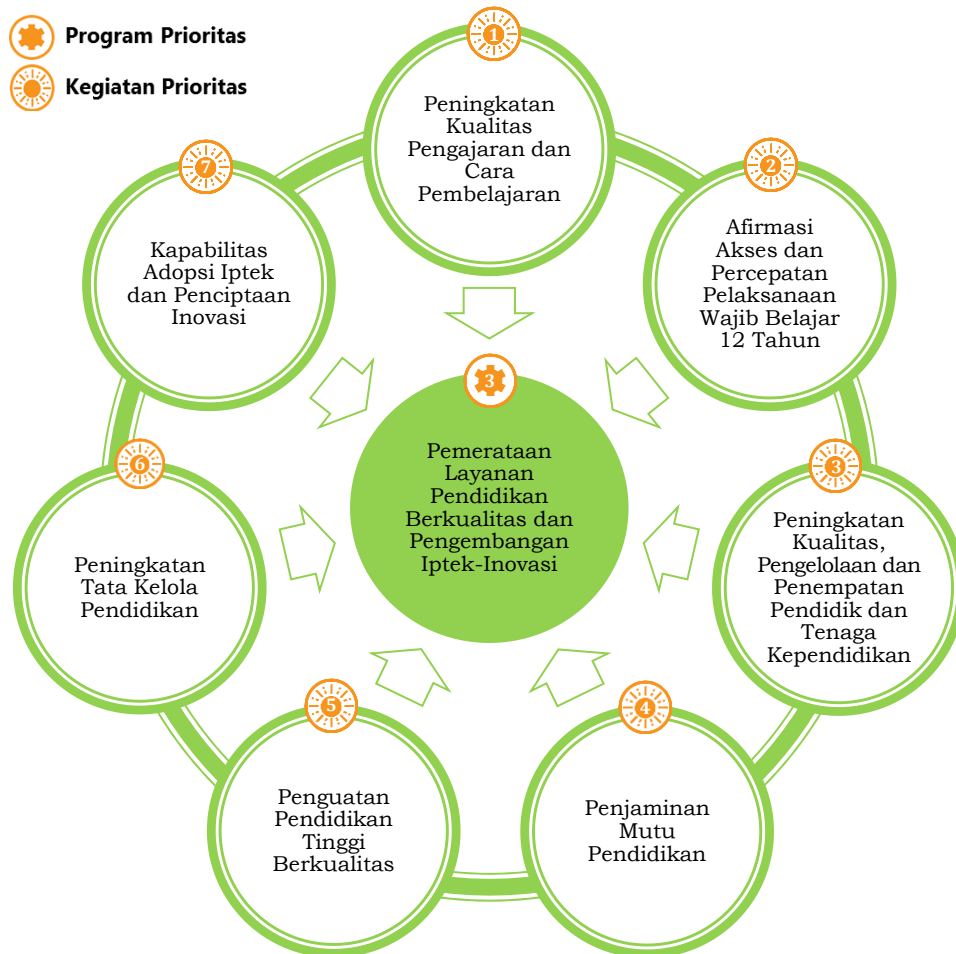 Program Prioritas
Kegiatan Prioritas
1
Peningkatan
Kualitas
Pengajaran dan
Cara
Pembelajaran
2
Afirmasi
Akses dan
Percepatan
Pelaksanaan
Wajib Belajar
12 Tahun
3
Peningkatan
Kualitas,
Pengelolaan dan
Penempatan
Pendidik dan
Tenaga
Kependidikan
4
Penjaminan
Mutu
Pendidikan
5
Penguatan
Pendidikan
Tinggi
Berkualitas
6
Peningkatan
Tata Kelola
Pendidikan
7
Kapabilitas
Adopsi Iptek
dan Penciptaan
Inovasi
3
Pemerataan
Layanan
Pendidikan
Berkualitas dan
Pengembangan
Iptek-Inovasi